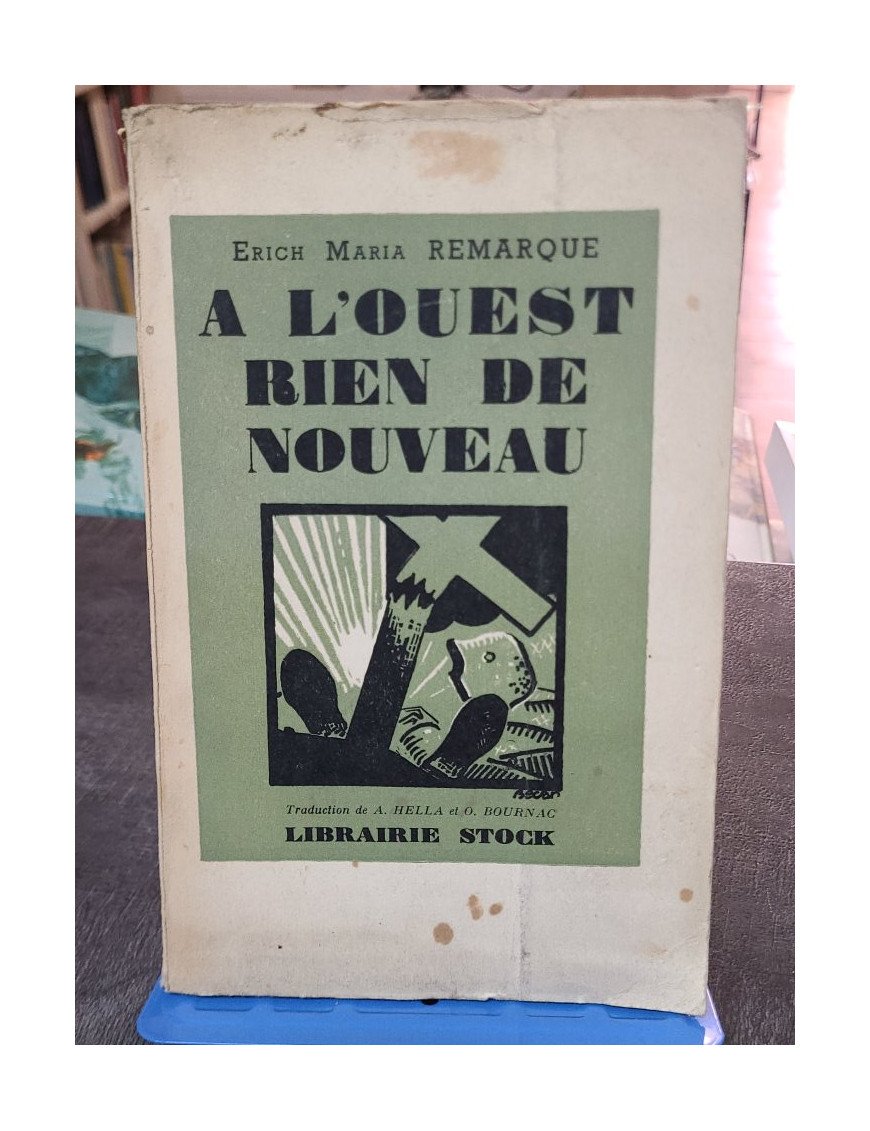 ERICH MARIA REMARQUE
A L'OUEST
RIEN DE
NOUVEAU
Traduction de A. HELLA et O. BOURNAC
LIBRAIRIE STOCK